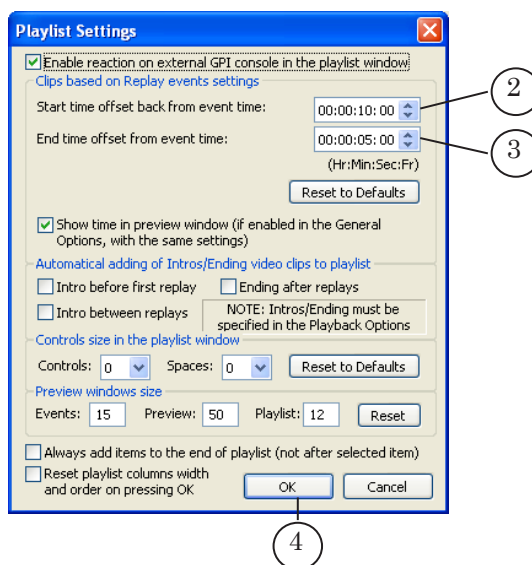 Playlist Settings
Enable reaction on external GPI console in the playlist window
Clips based on Replay events settings
Start time offset back from event time: 00:00:10:00 2
End time offset from event time: 00:00:05:00 3
(Hr:Min:Sec:Fr)
Reset to Defaults
Show time in preview window (if enabled in the General
Options, with the same settings)
Automatical adding of Intros/Ending video clips to playlist
Intro before first replay Ending after replays
Intro between replays
NOTE: Intros/Ending must be
specified in the Playback Options
Controls size in the playlist window
Controls: 0 Spaces: 0 Reset to Defaults
Preview windows size
Events: 15 Preview: 50 Playlist: 12 Reset
Always add items to the end of playlist (not after selected item)
Reset playlist columns width
and order on pressing OK
OK Cancel
4